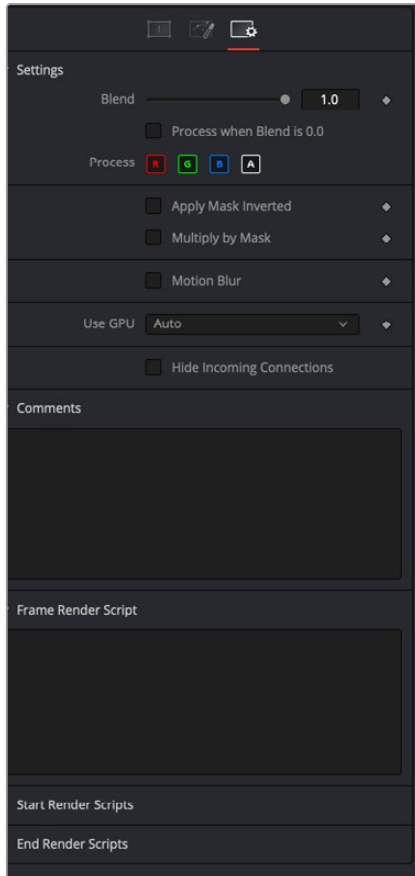 Settings
Blend 1.0
Process when Blend is 0.0
Process R G B A
Apply Mask Inverted
Multiply by Mask
Motion Blur
Use GPU Auto
Hide Incoming Connections
Comments
Frame Render Script
Start Render Scripts
End Render Scripts